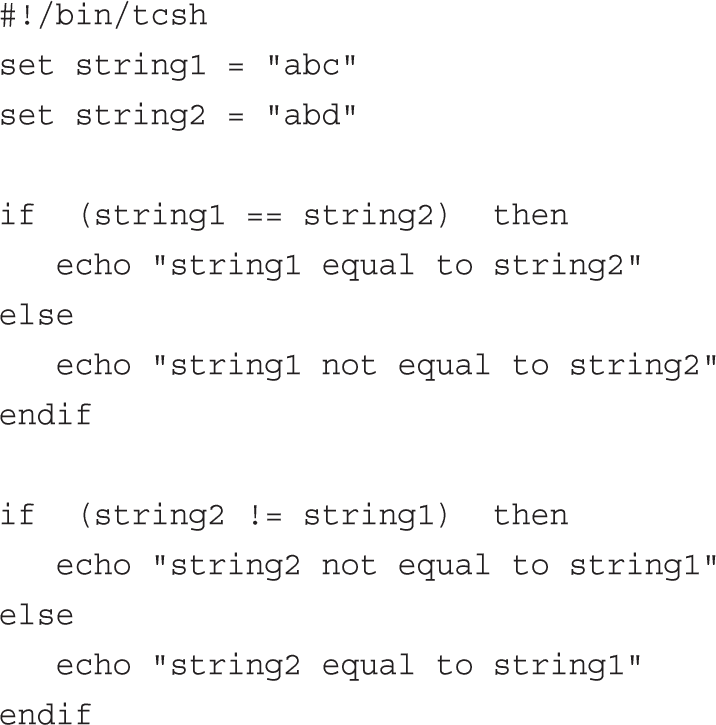 #!/bin/tcsh
set string1 = "abc"
set string2 = "abd"

if  (string1 == string2)  then
   echo "string1 equal to string2"
else
   echo "string1 not equal to string2"
endif

if  (string2 != string1)  then
   echo "string2 not equal to string1"
else
   echo "string2 equal to string1"
endif